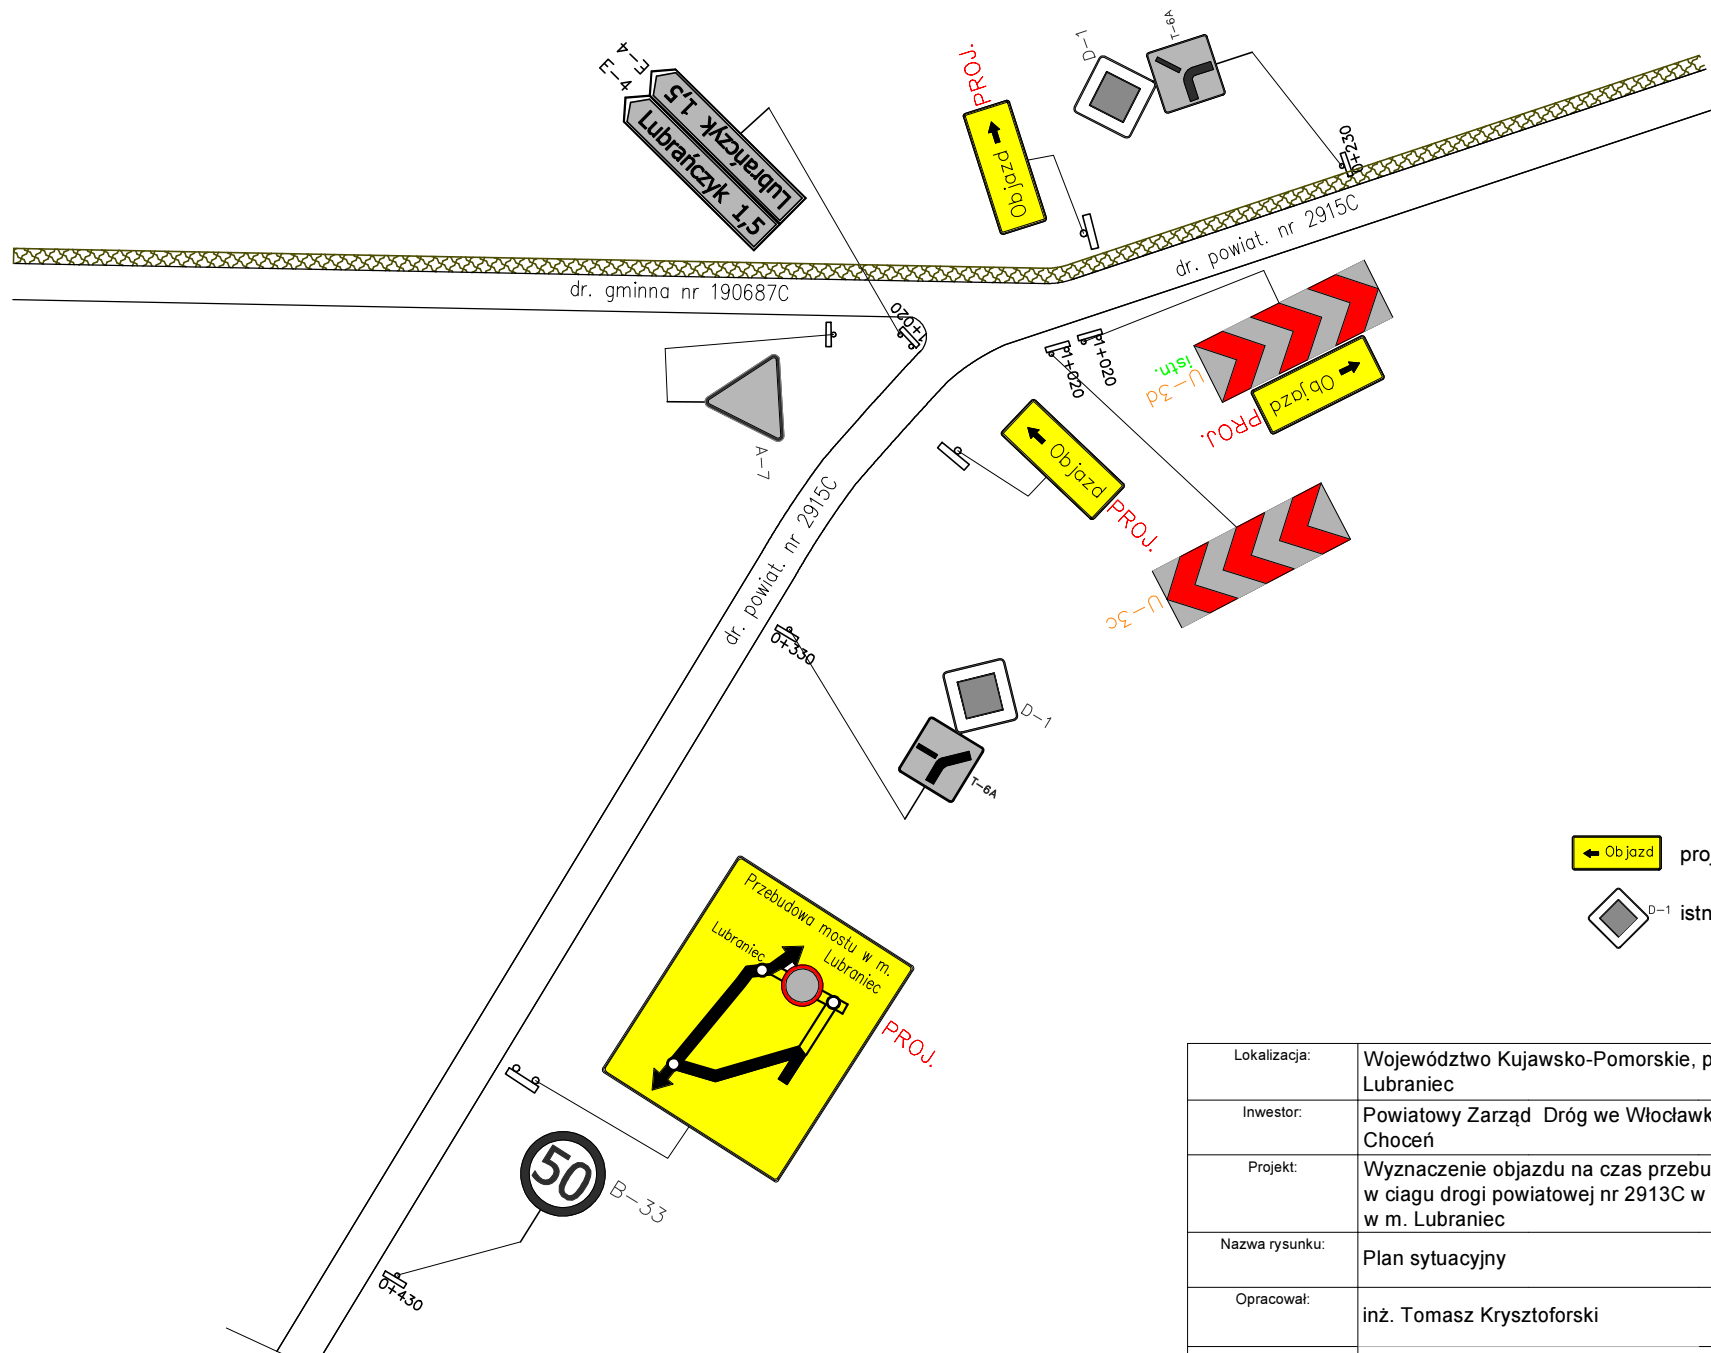 E-4
E-4
Lubrańczyk 1,5
Lubrańczyk 1,5
PROJ.
Objazd
D-1
T-6A
0+230
dr. powiat. nr 2915C
dr. gminna nr 190687C
1+020
A-7
P1+020
P1+020
istn.
U-3d
PROJ.
Objazd
Objazd
PROJ.
U-3c
dr. powiat. nr 2915C
0+330
D-1
T-6A
Przebudowa mostu w m.
Lubraniec
Lubraniec
PROJ.
50
B-33
0+430
Objazd
D-1 istn
Lokalizacja:
Województwo Kujawsko-Pomorskie, p
Lubraniec
Inwestor:
Powiatowy Zarząd Dróg we Włocławk
Choceń
Projekt:
Wyznaczenie objazdu na czas przebu
w ciagu drogi powiatowej nr 2913C w
w m. Lubraniec
Nazwa rysunku:
Plan sytuacyjny
Opracował:
inż. Tomasz Krysztoforski